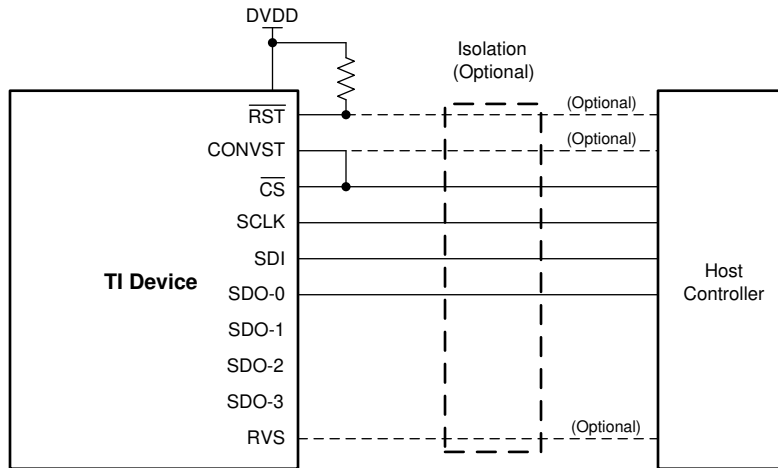 DVDD
Isolation
(Optional)
RST
(Optional)
CONVST
(Optional)
CS
SCLK
SDI
TI Device
SDO-0
Host
Controller
SDO-1
SDO-2
SDO-3
RVS
(Optional)